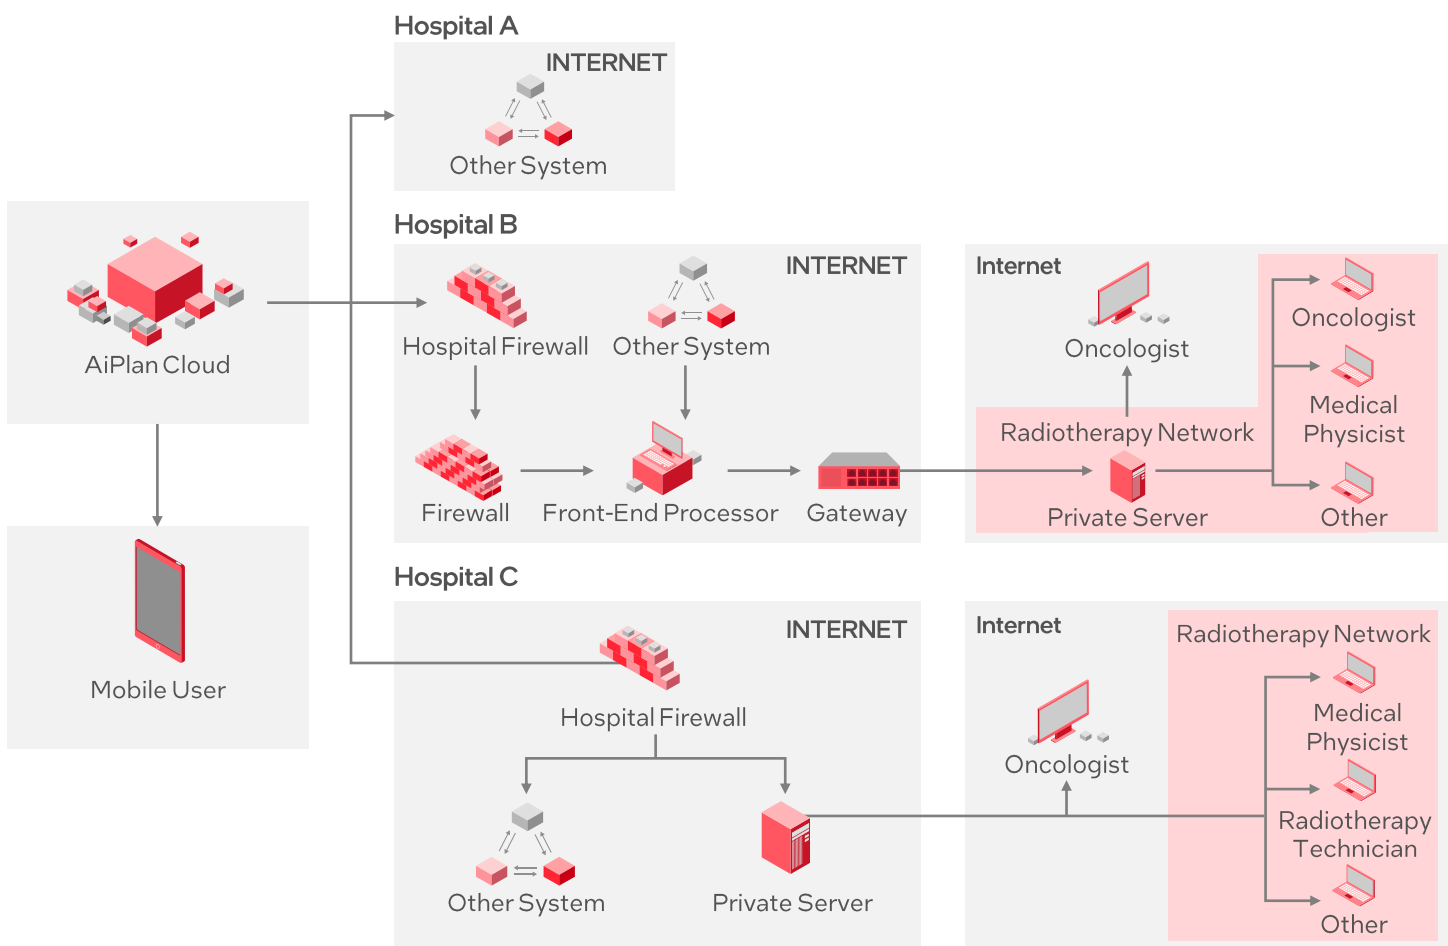 Hospital A
INTERNET
Other System
AiPlan Cloud
Mobile User
Hospital B
INTERNET
Hospital Firewall
Other System
Firewall
Front-End Processor
Gateway
Internet
Oncologist
Radiotherapy Network
Private Server
Oncologist
Medical
Physicist
Other
Hospital C
INTERNET
Hospital Firewall
Other System
Private Server
Internet
Oncologist
Radiotherapy Network
Medical
Physicist
Radiotherapy
Technician
Other